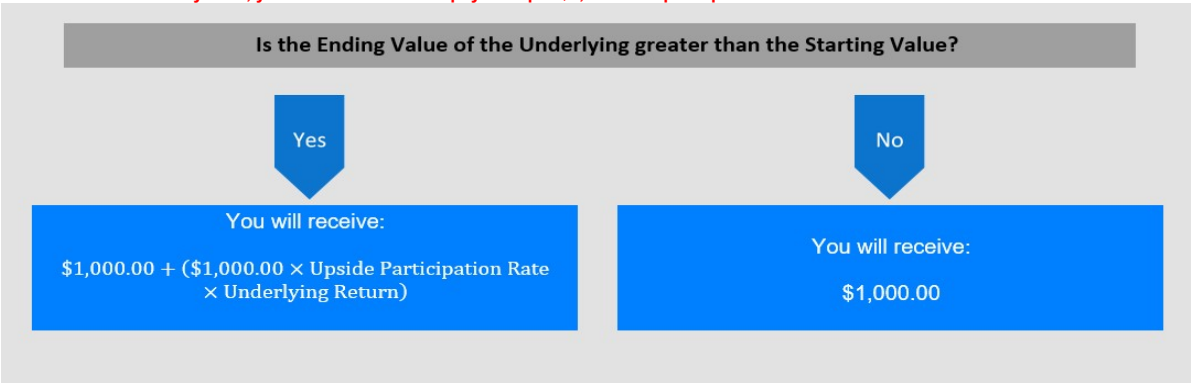 Is the Ending Value of the Underlying greater than the Starting Value?
Yes
No
You will receive:
$1,000.00 + ($1,000.00 × Upside Participation Rate
× Underlying Return)
You will receive:
$1,000.00